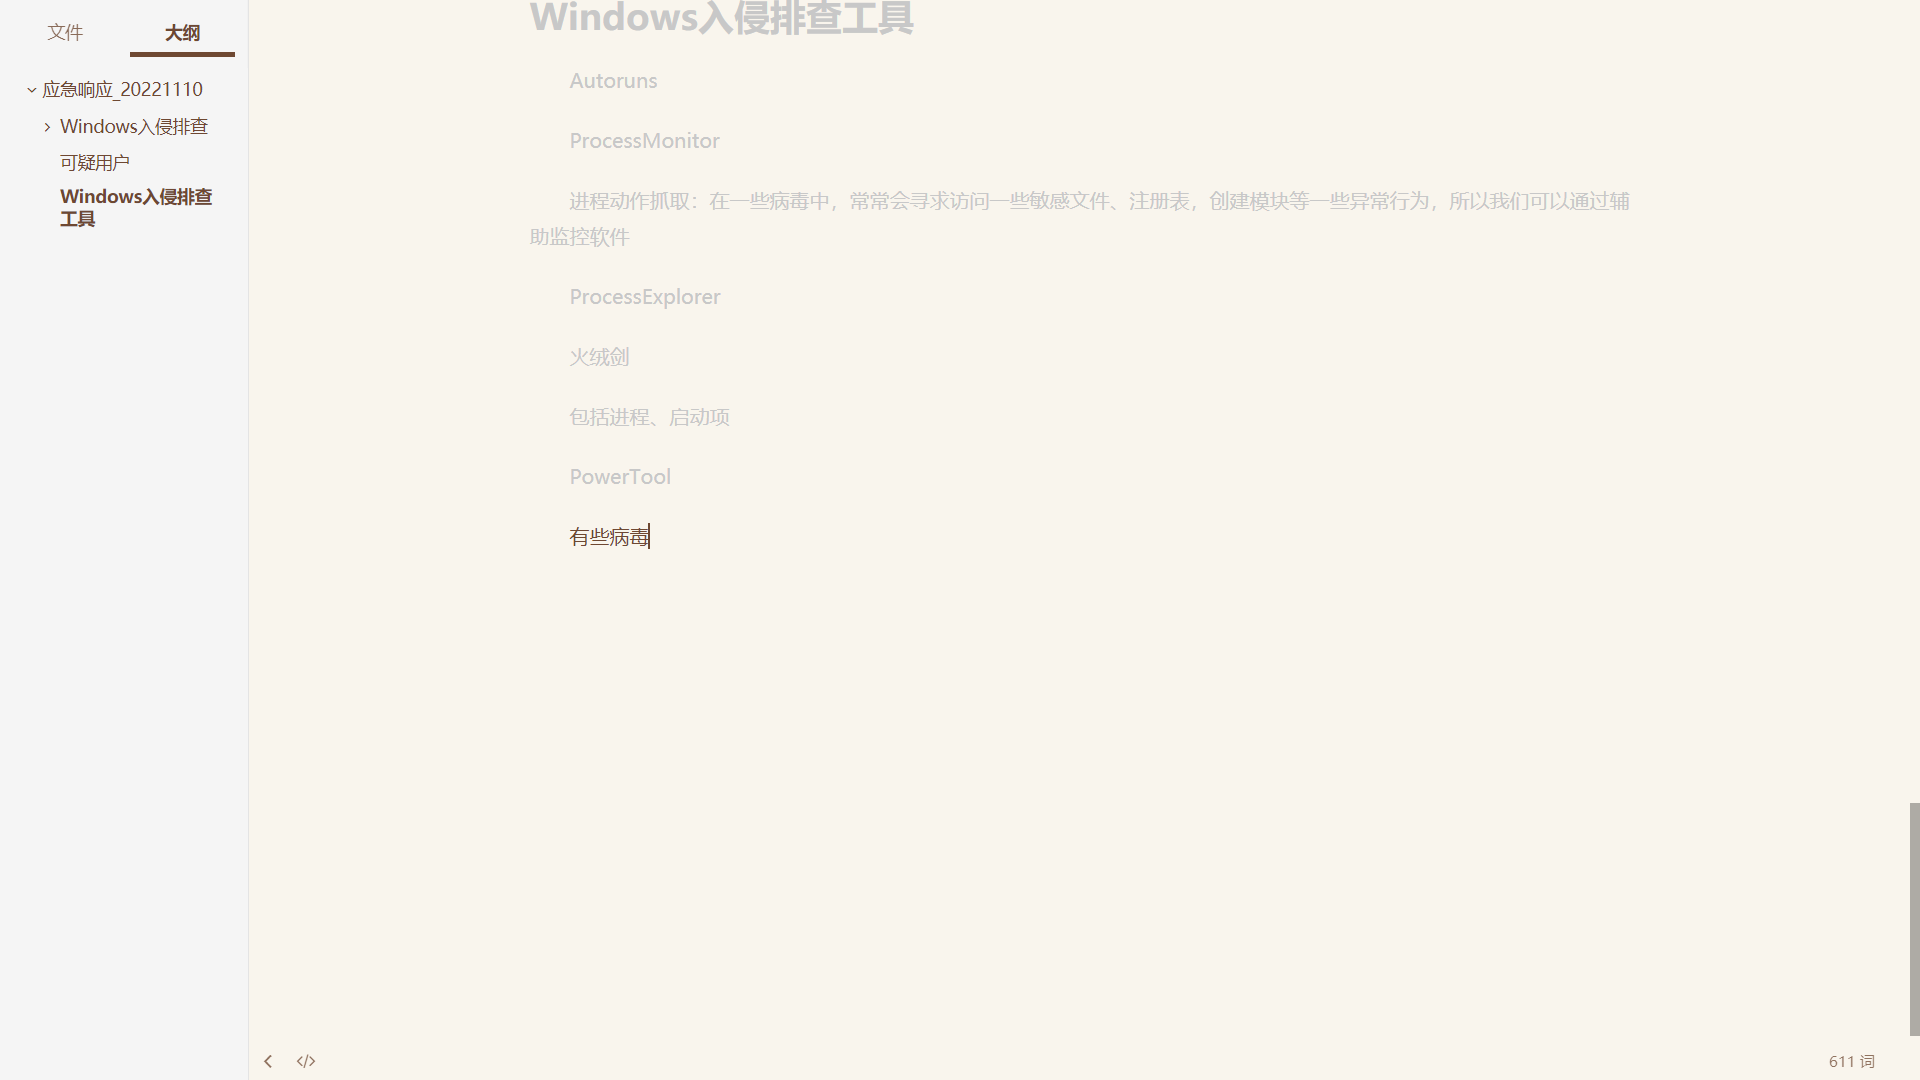 文件
大纲
应急响应_20221110
Windows入侵排查
可疑用户
Windows入侵排查
工具
Windows入侵排查工具
Autoruns
ProcessMonitor
进程动作抓取：在一些病毒中，常常会寻求访问一些敏感文件、注册表，创建模块等一些异常行为，所以我们可以通过辅
助监控软件
ProcessExplorer
火绒剑
包括进程、启动项
PowerTool
有些病毒
611 词